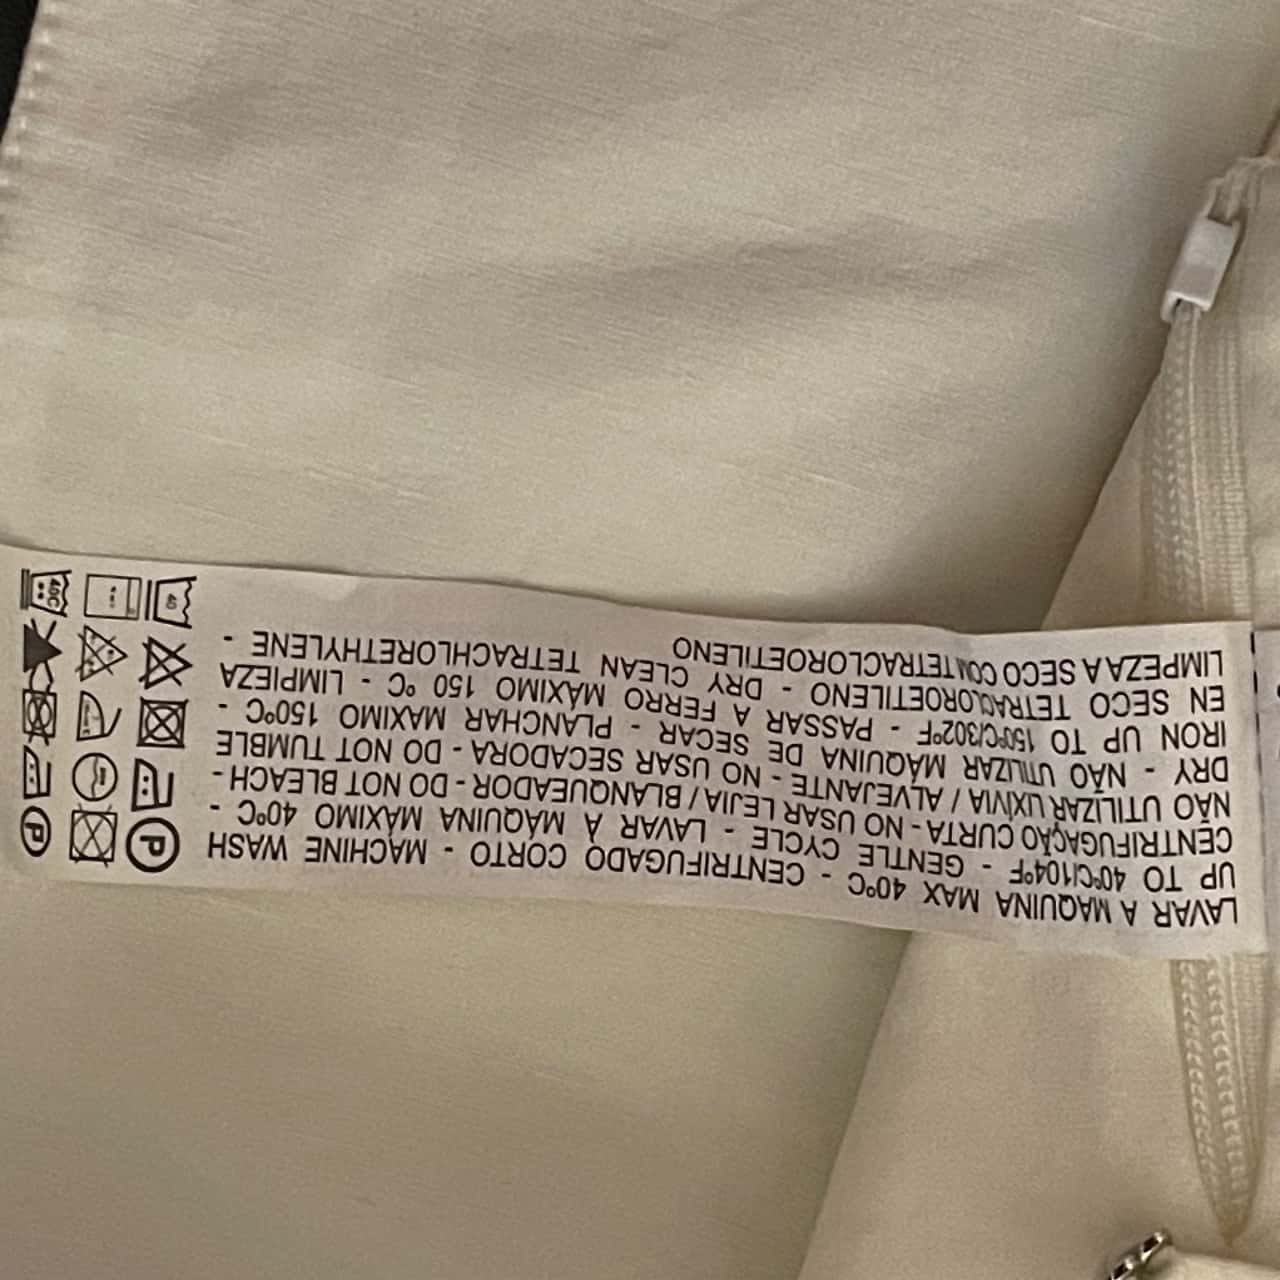 LAVAR A MAQUINA MAX 40ºC - CENTRIFUGADO CORTO - MACHINE WASH
UP TO 40ºC/104ºF - GENTLE CYCLE - LAVAR À MÁQUINA MÁXIMO 40ºC -
CENTRIFUGAÇÃO CURTA - NO USAR LEJIA / BLANQUEADOR - DO NOT BLEACH -
NÃO UTILIZAR LIXIVIA / ALVEJANTE - NO USAR SECADORA - DO NOT TUMBLE
DRY - NÃO UTILIZAR MÁQUINA DE SECAR - PLANCHAR MAXIMO 150ºC -
IRON UP TO 150ºC/302ºF - PASSAR A FERRO MÁXIMO 150 ºC - LIMPIEZA
EN SECO TETRACLOROETILENO - DRY CLEAN TETRACHLORETHYLENE -
LIMPEZA A SECO COM TETRACLOROETILENO
P P
40 40C